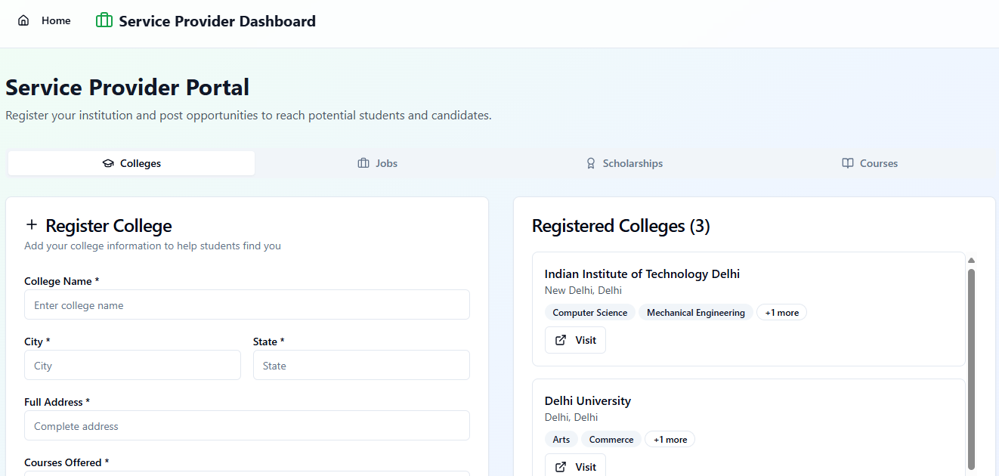 Home
Service Provider Dashboard
Service Provider Portal
Register your institution and post opportunities to reach potential students and candidates.
Colleges
Jobs
Scholarships
Courses
Register College
Add your college information to help students find you
College Name *
Enter college name
City *
State *
City
State
Full Address *
Complete address
Courses Offered *
Registered Colleges (3)
Indian Institute of Technology Delhi
New Delhi, Delhi
Computer Science
Mechanical Engineering
+1 more
Visit
Delhi University
Delhi, Delhi
Arts
Commerce
+1 more
Visit